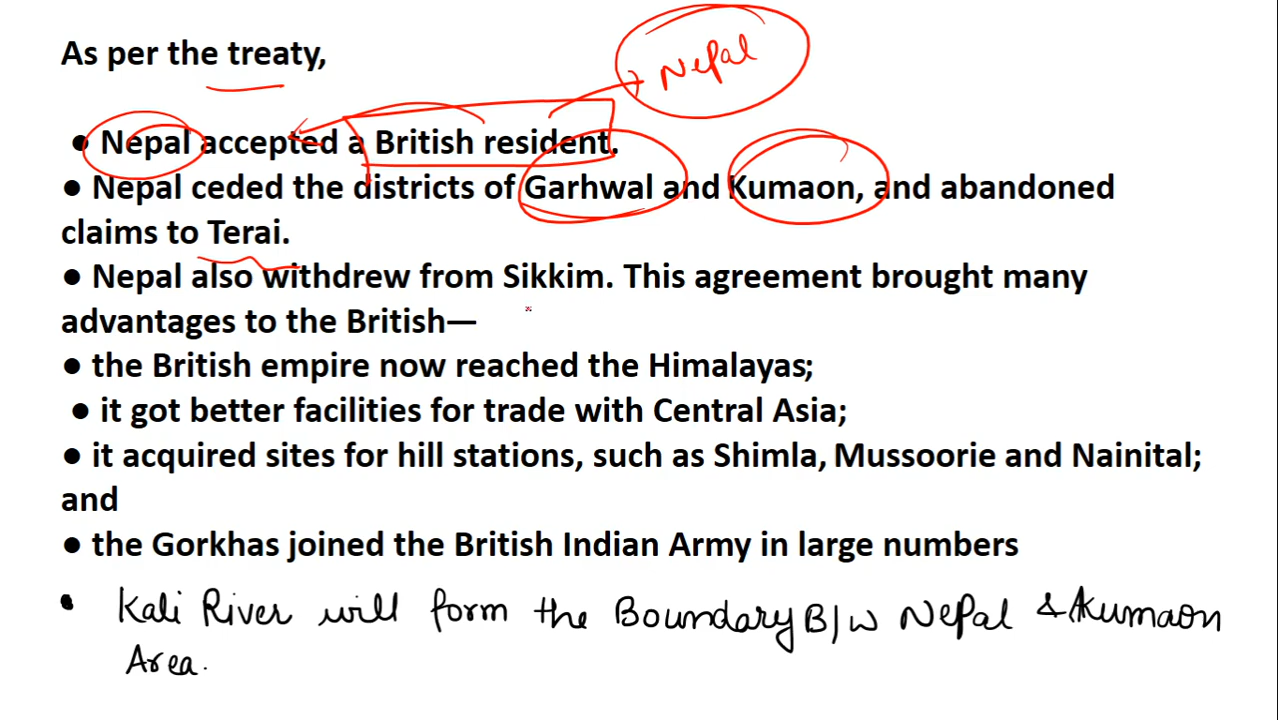 As per the treaty,
Nepal
● Nepal accepted a British resident.
● Nepal ceded the districts of Garhwal and Kumaon, and abandoned
claims to Terai.
● Nepal also withdrew from Sikkim. This agreement brought many
advantages to the British—
● the British empire now reached the Himalayas;
● it got better facilities for trade with Central Asia;
● it acquired sites for hill stations, such as Shimla, Mussoorie and Nainital;
and
● the Gorkhas joined the British Indian Army in large numbers
• Kali River will form the Boundary B/W Nepal & Kumaon
Area.